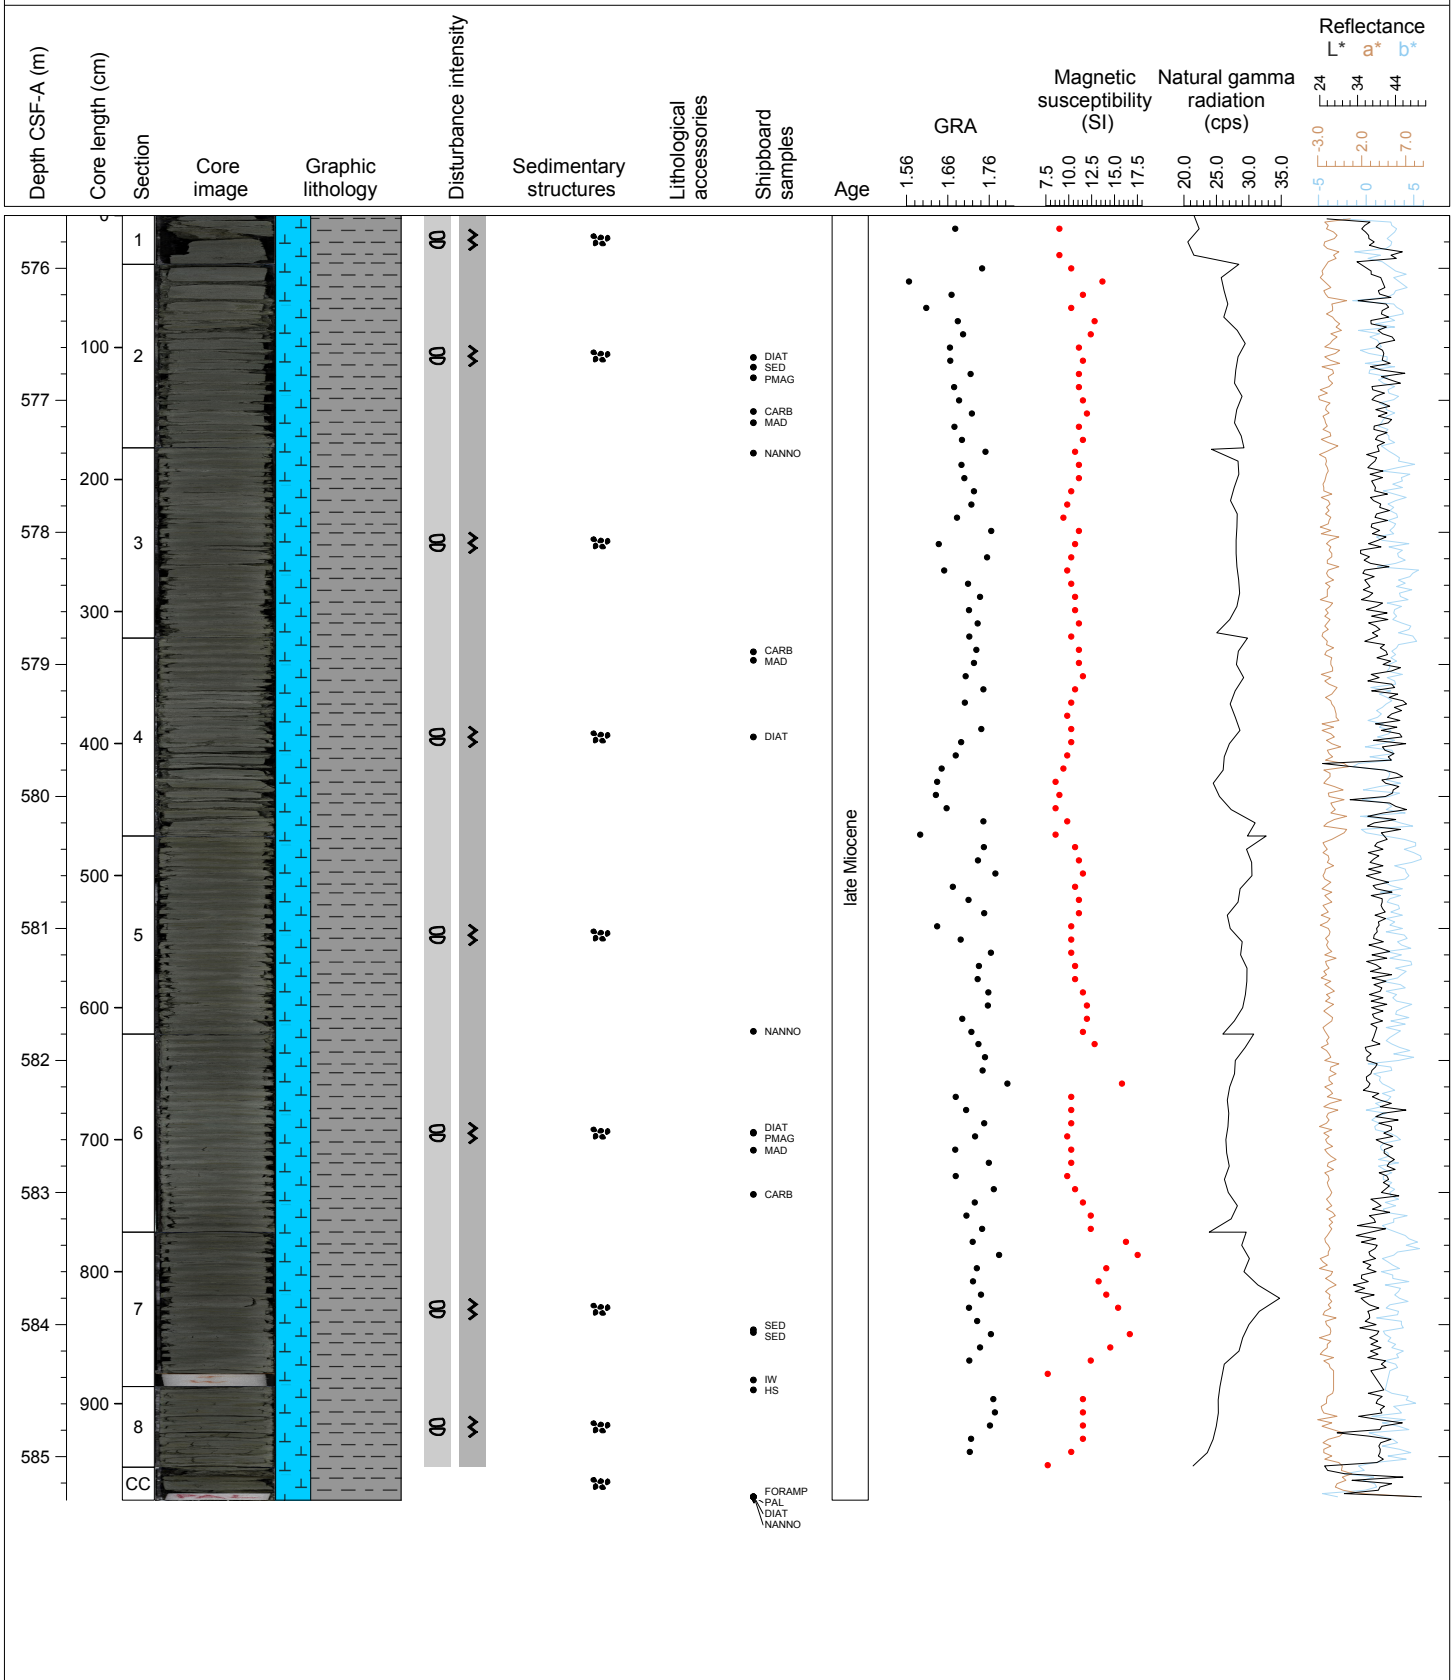 Depth CSF-A (m)
Core length (cm)
Section
Core
image
Graphic
lithology
Disturbance intensity
Sedimentary
structures
Lithological
accessories
Shipboard
samples
Age
GRA
1.56
1.66
1.76
Magnetic
susceptibility
(SI)
7.5
10.0
12.5
15.0
17.5
Natural gamma
radiation
(cps)
20.0
25.0
30.0
35.0
Reflectance
L* a* b*
24
34
44
-3.0
2.0
7.0
-5
0
5
0
1
576
100
2
DIAT
SED
PMAG
577
CARB
MAD
NANNO
200
578
3
300
579
CARB
MAD
4
DIAT
400
580
500
581
5
late Miocene
600
NANNO
582
6
DIAT
PMAG
700
MAD
583
CARB
800
7
584
SED
SED
IW
HS
900
8
585
CC
FORAMP
PAL
DIAT
NANNO